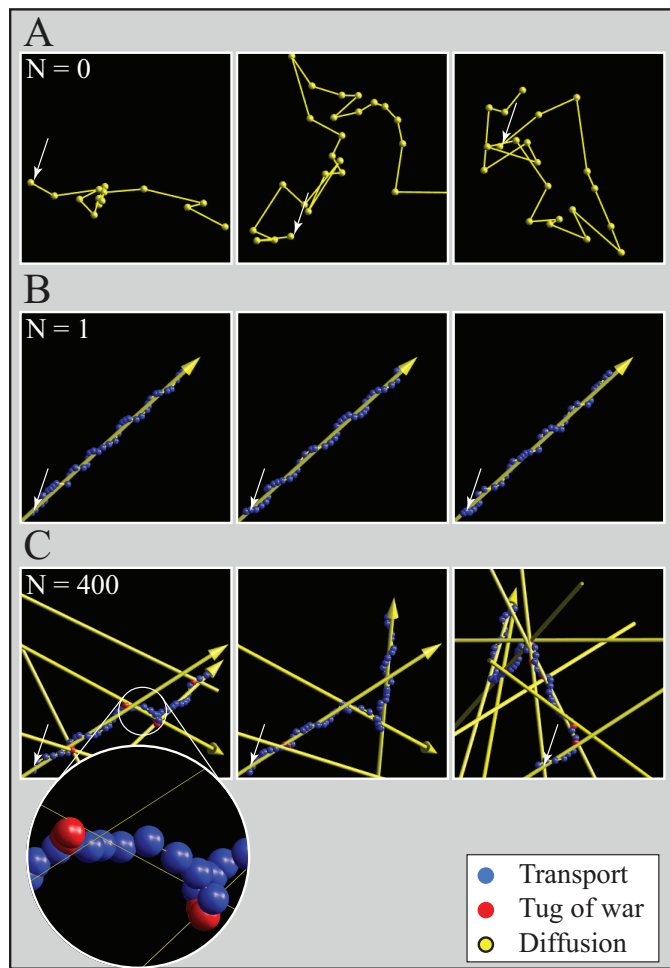 A
N = 0
B
N = 1
C
N = 400
Transport
Tug of war
Diffusion